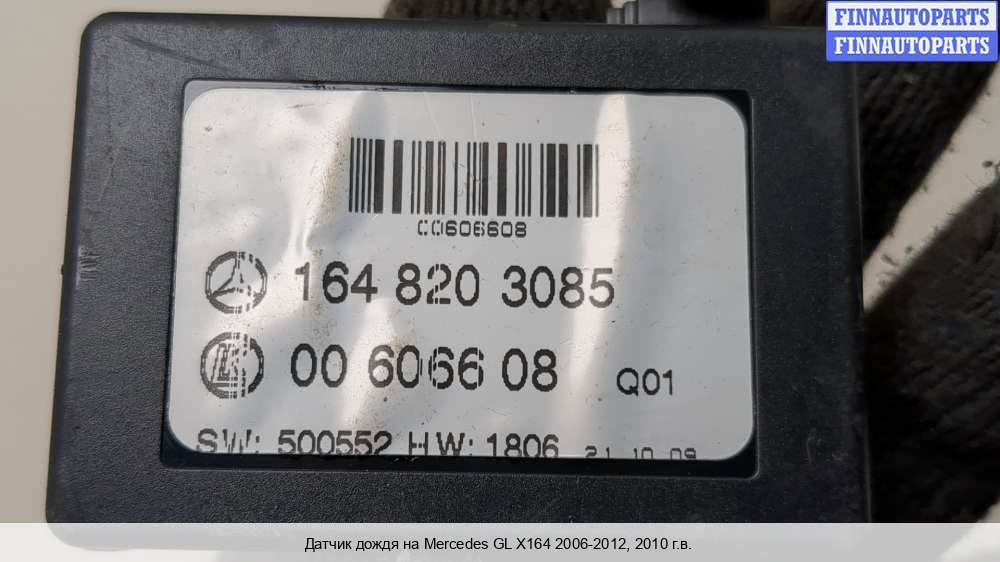 FINNAUTOPARTS
FINNAUTOPARTS
00606608
164 820 3085
00 6066 08 Q01
SW: 500552 HW: 1806 21 10 09
Датчик дождя на Mercedes GL X164 2006-2012, 2010 г.в.